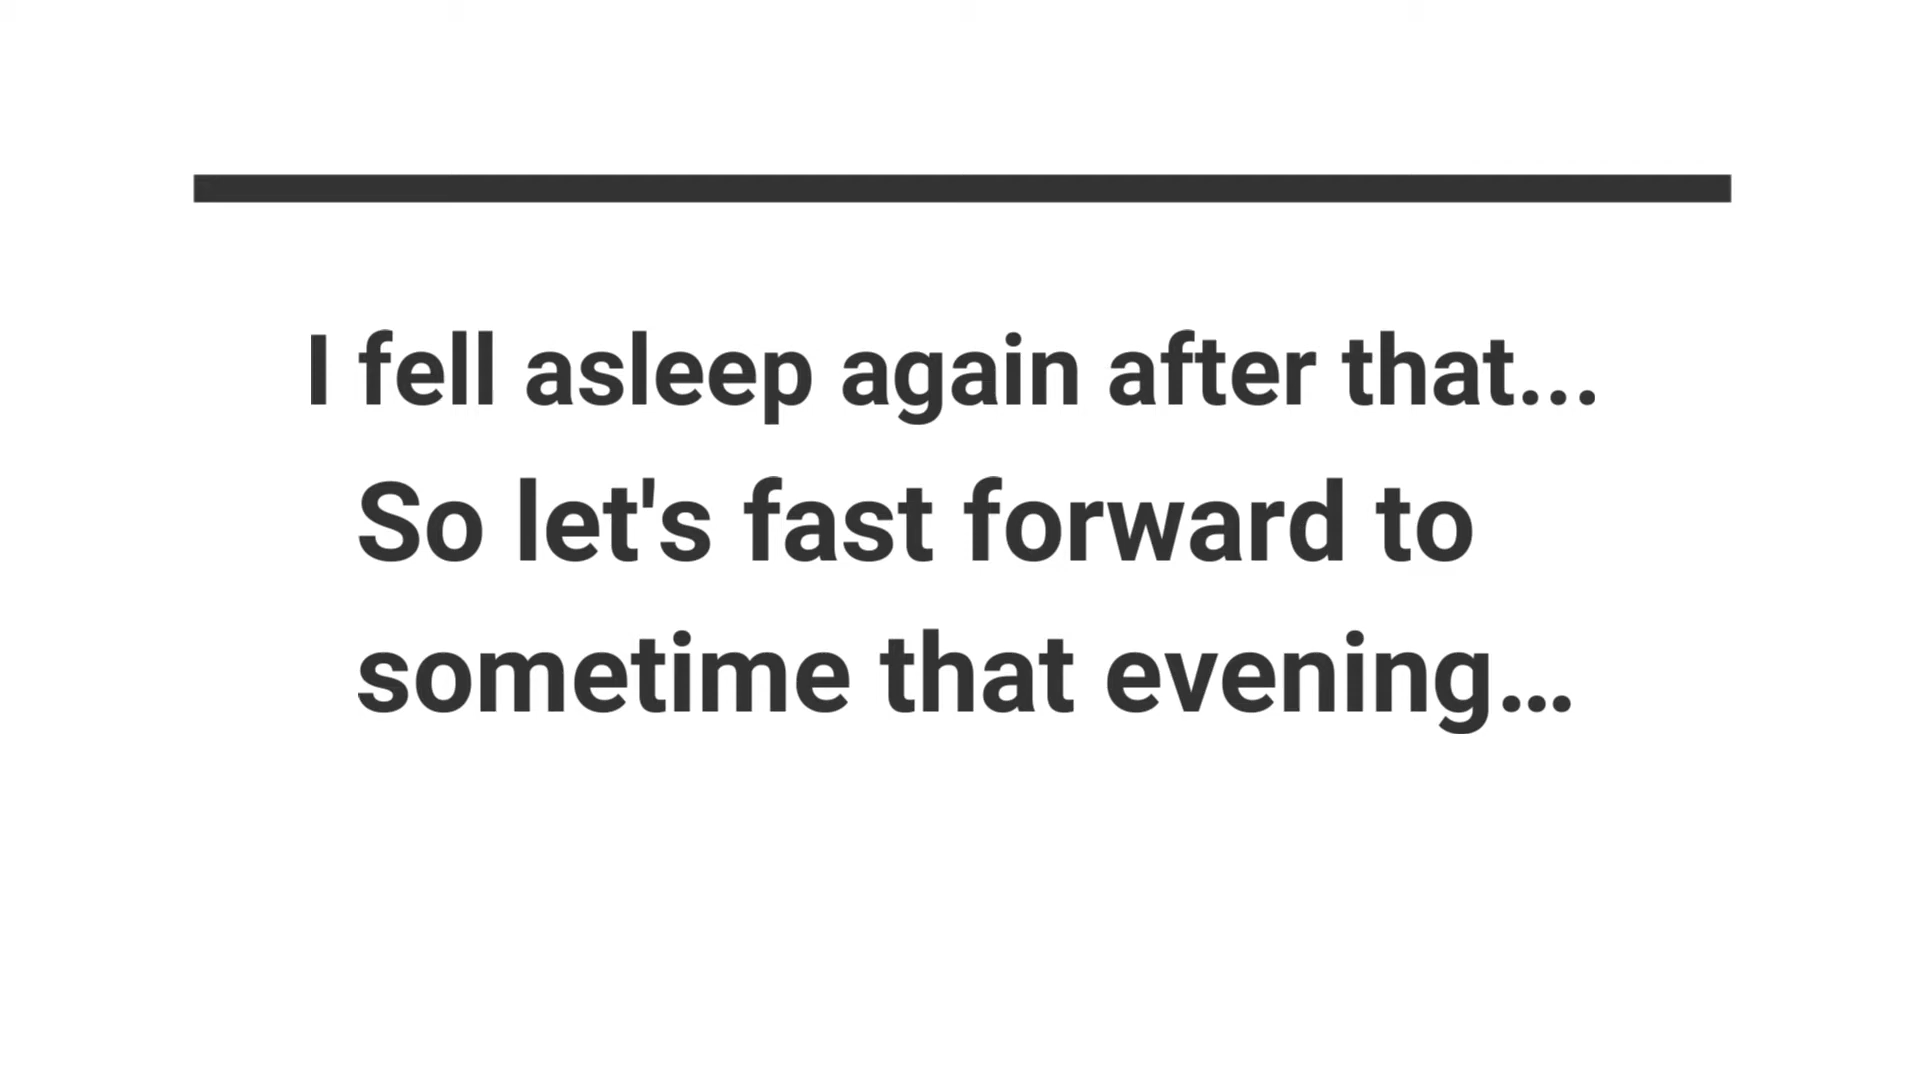 I fell asleep again after that...
So let's fast forward to
sometime that evening...